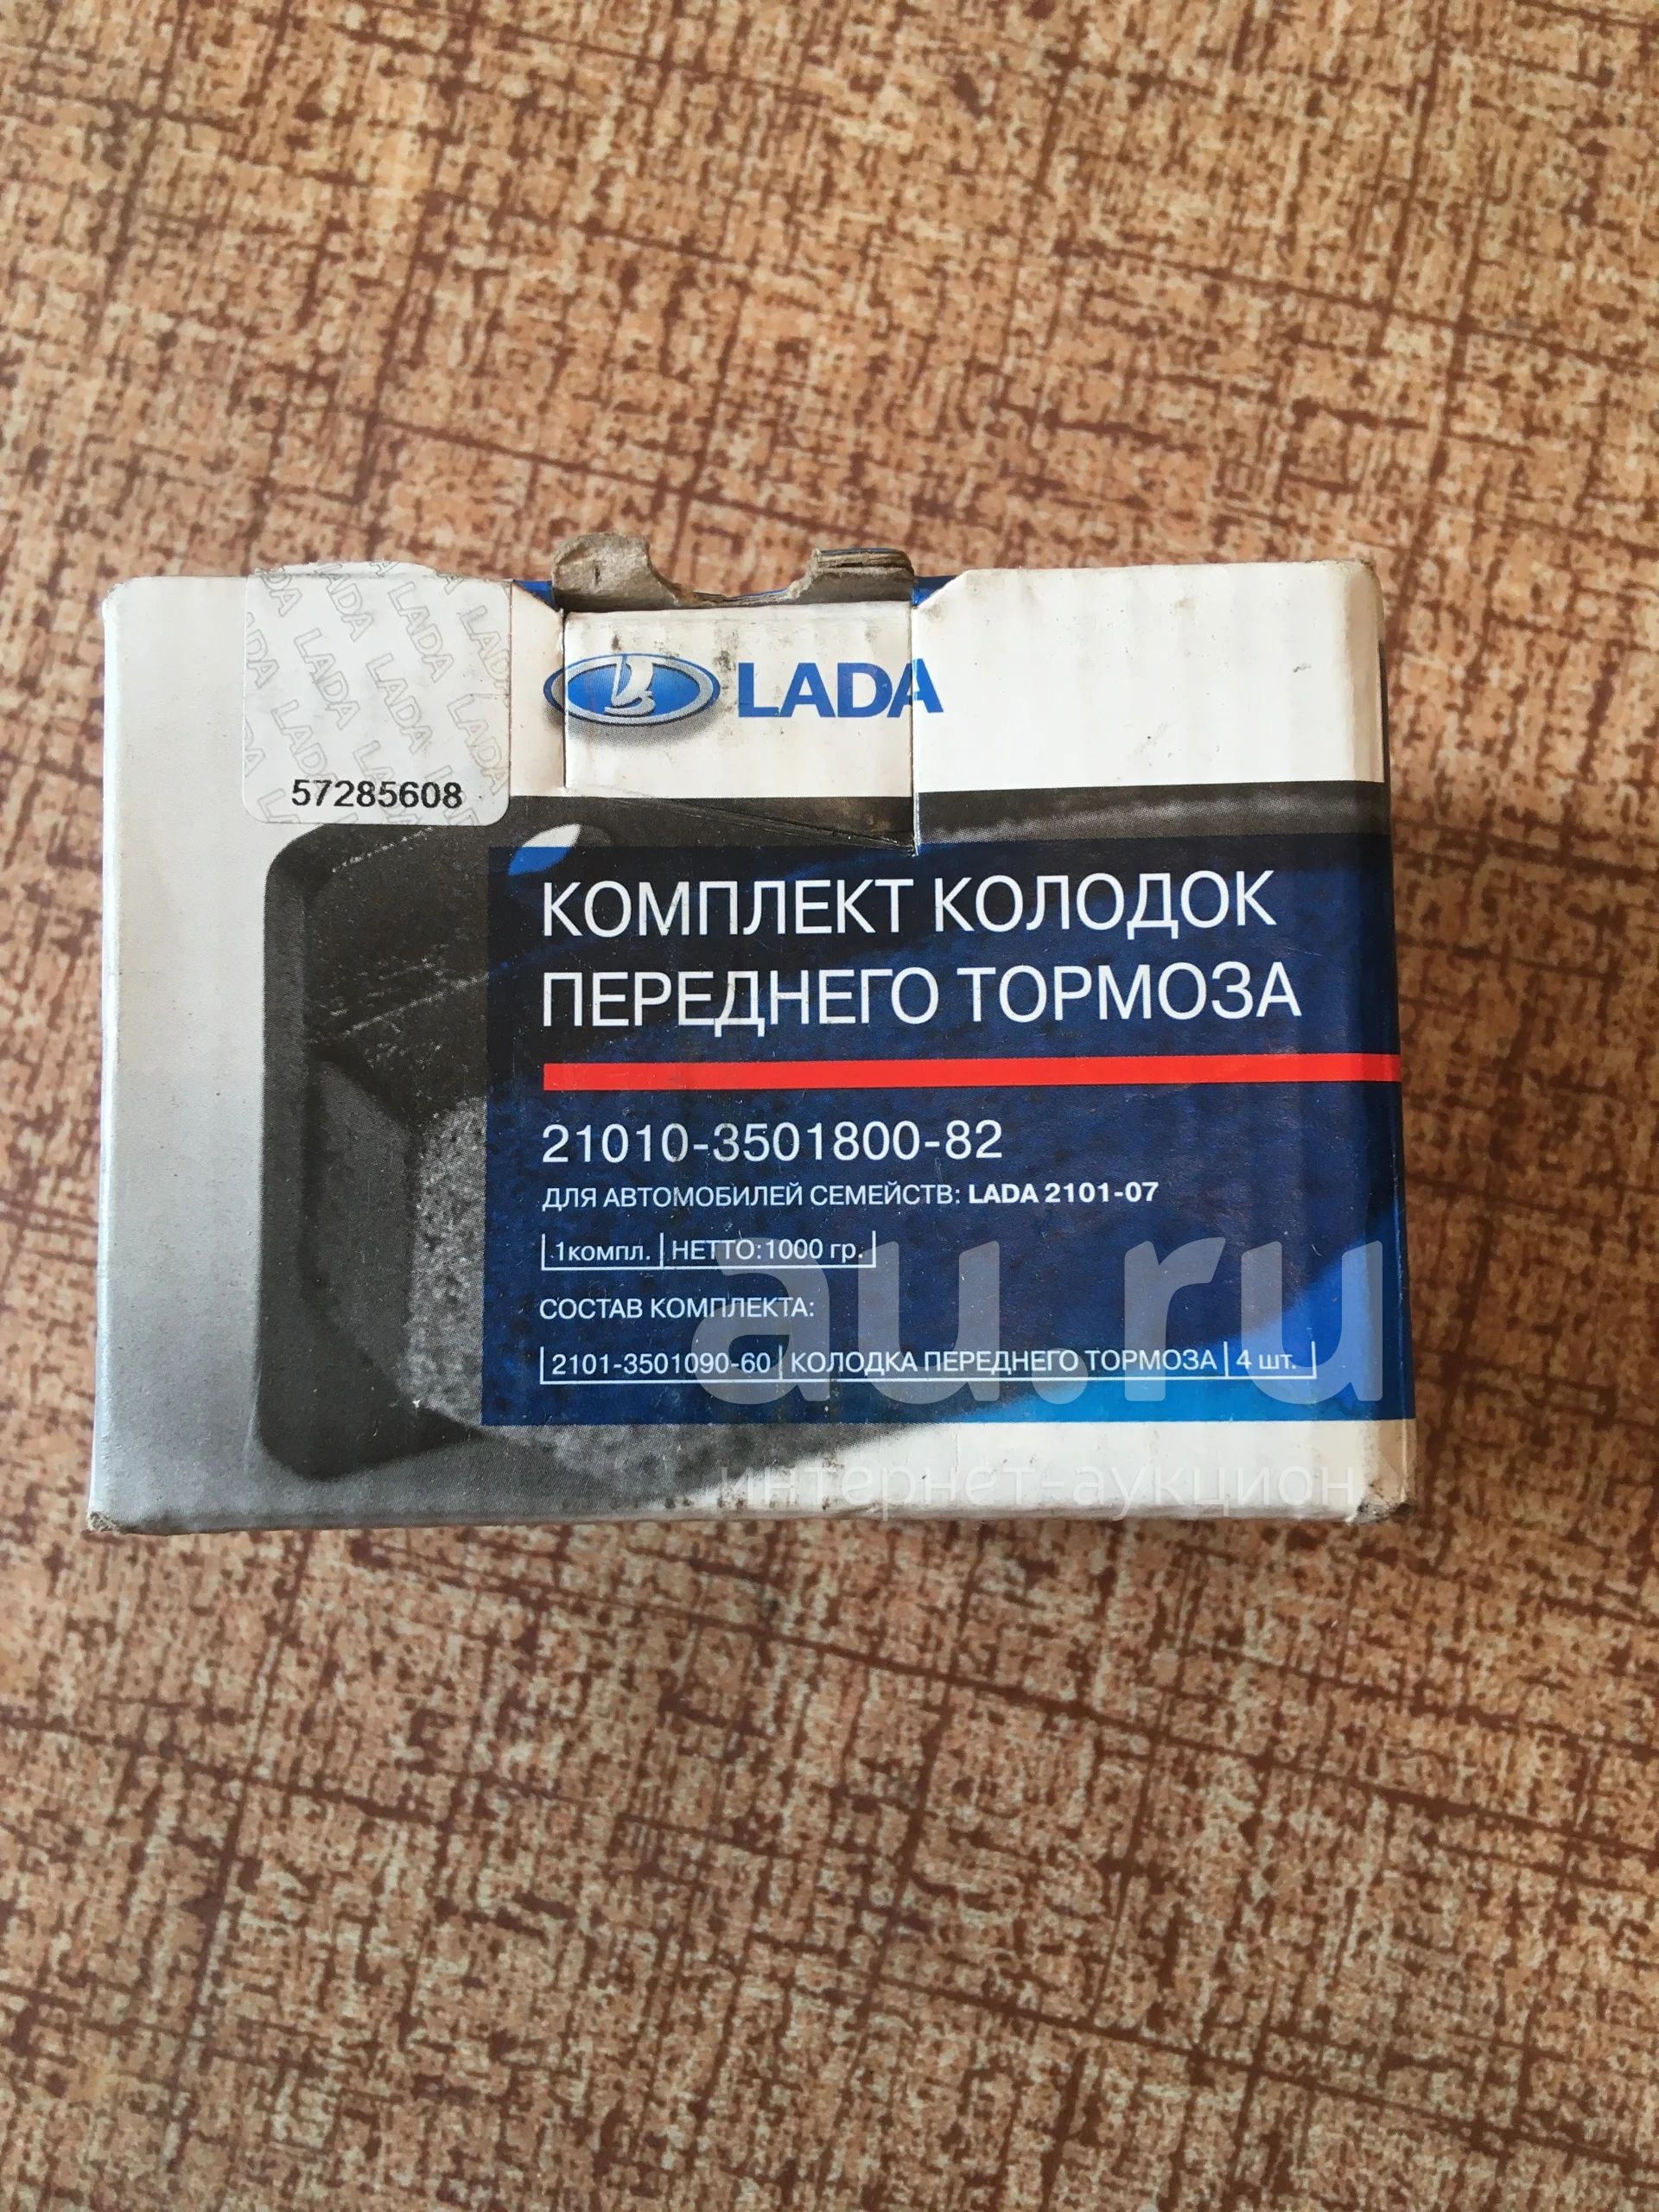 LADA
57285608
КОМПЛЕКТ КОЛОДОК
ПЕРЕДНЕГО ТОРМОЗА
21010-3501800-82
ДЛЯ АВТОМОБИЛЕЙ СЕМЕЙСТВ: LADA 2101-07
1компл. НЕТТО:1000 гр.
СОСТАВ КОМПЛЕКТА:
2101-3501090-60 КОЛОДКА ПЕРЕДНЕГО ТОРМОЗА 4 шт.
au.ru
интернет-аукцион